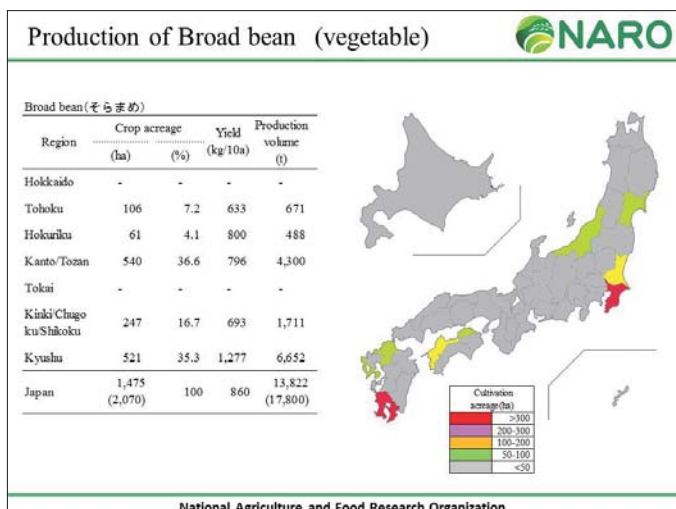 Production of Broad bean (vegetable)
NARO
Broad bean(そらまめ)
Region Crop acreage Yield (kg/10a) Production volume (t)
(ha) (%)
Hokkaido - - -
Tohoku 106 7.2 633 671
Hokuriku 61 4.1 800 488
Kanto/Tozan 540 36.6 796 4,300
Tokai - - - -
Kinki/Chugo
ku/Shikoku 247 16.7 693 1,711
Kyushu 521 35.3 1,277 6,652
Japan 1,475 (2,070) 100 860 13,822 (17,800)
Cultivation
acreage(ha)
>300
200-300
100-200
50-100
<50
National Agriculture and Food Research Organization